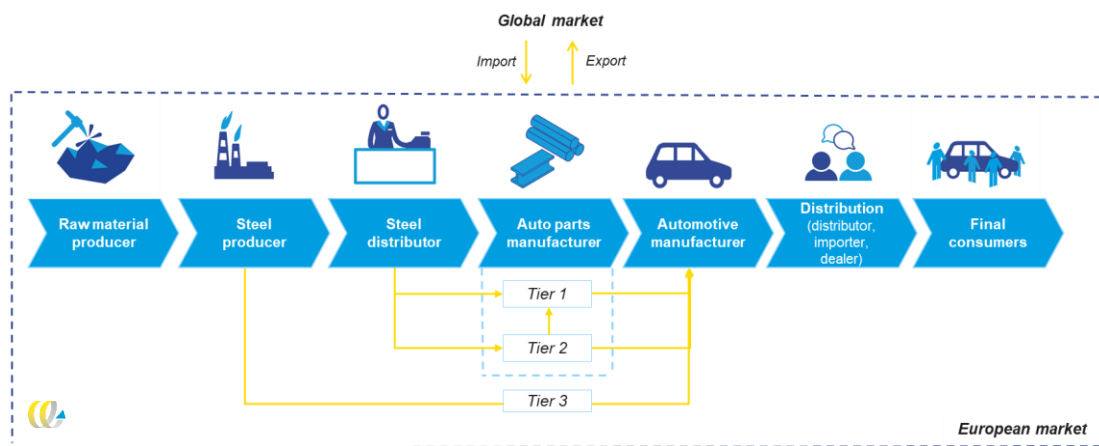 Global market
Import
Export
Raw material
producer
Steel
producer
Steel
distributor
Auto parts
manufacturer
Automotive
manufacturer
Distribution
(distributor,
importer,
dealer)
Final
consumers
Tier 1
Tier 2
Tier 3
European market